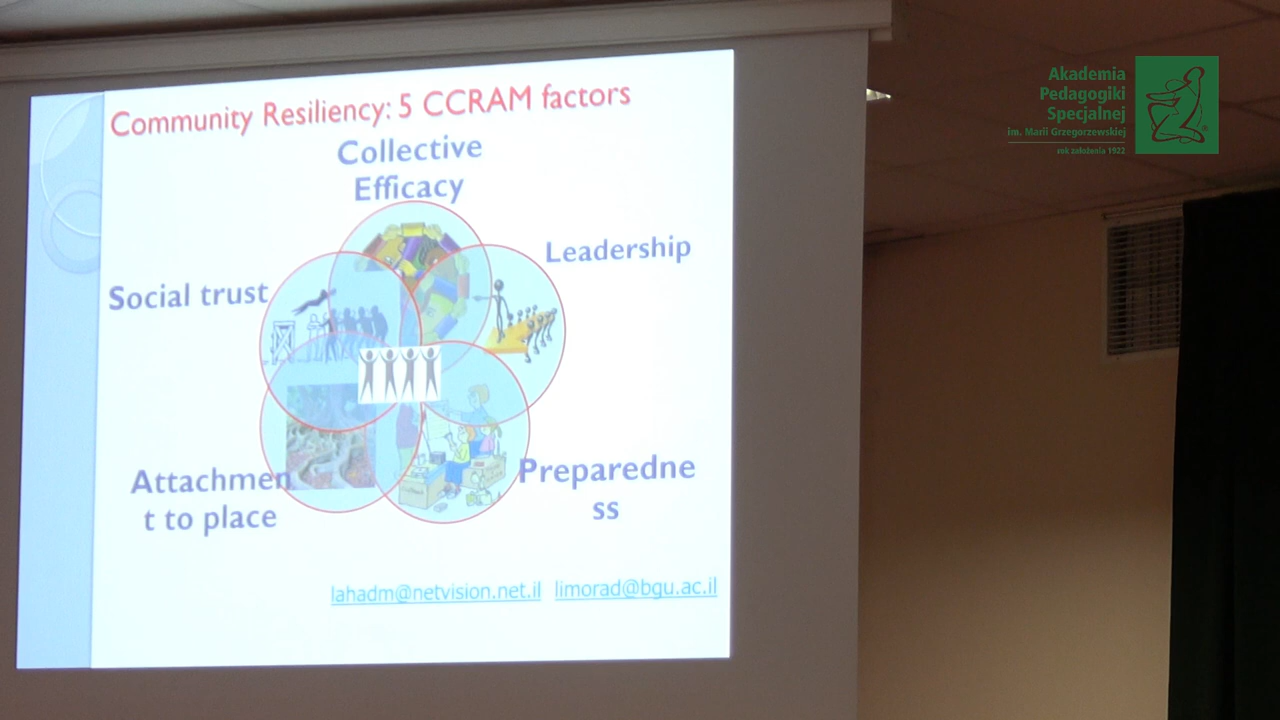 Community Resiliency: 5 CCRAM factors
Collective
Efficacy
Leadership
Social trust
Attachmen
t to place
Preparedne
ss
lahadm@netvision.net.il limorad@bgu.ac.il
Akademia
Pedagogiki
Specjalnej
im. Marii Grzegorzewskiej
rok założenia 1922